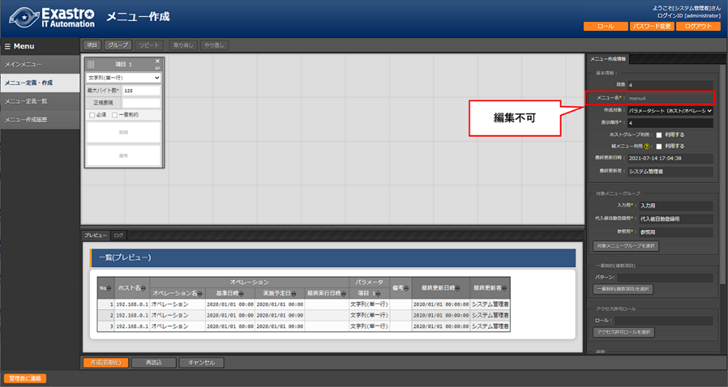 Exastro IT Automation
メニュー作成
ようこそ[システム管理者]さん
ログインID [administrator]
ロール パスワード変更 ログアウト
Menu
メインメニュー
メニュー定義・作成
メニュー定義一覧
メニュー作成履歴
項目 グループ リピート 取り消し やり直し
項目 1
文字列(単一行)
最大バイト数* 128
正規表現
必須 一意制約
説明
備考
編集不可
メニュー作成情報
基本情報
項番 4
メニュー名*: menu4
作成対象: パラメータシート(ホスト/オペレーシ
表示順序*: 4
ホストグループ利用: 利用する
縦メニュー利用 : 利用する
最終更新日時: 2021-07-14 17:04:38
最終更新者: システム管理者
対象メニューグループ
入力用*: 入力用
代入値自動登録用*: 代入値自動登録用
参照用*: 参照用
対象メニューグループを選択
一意制約(複数項目)
パターン:
一意制約(複数項目)を選択
アクセス許可ロール
ロール:
アクセス許可ロールを選択
プレビュー ログ
一覧(プレビュー)
No ホスト名 オペレーション パラメータ 備考 最終更新日時 最終更新者
オペレーション名 基準日時 実施予定日 最終実行日時 項目 1
1 192.168.0.1 オペレーション 2020/01/01 00:00 2020/01/01 00:00 文字列(単一行) 2020/01/01 00:00:00 システム管理者
2 192.168.0.1 オペレーション 2020/01/01 00:00 2020/01/01 00:00 文字列(単一行) 2020/01/01 00:00:00 システム管理者
3 192.168.0.1 オペレーション 2020/01/01 00:00 2020/01/01 00:00 文字列(単一行) 2020/01/01 00:00:00 システム管理者
再読込 キャンセル
管理者に連絡